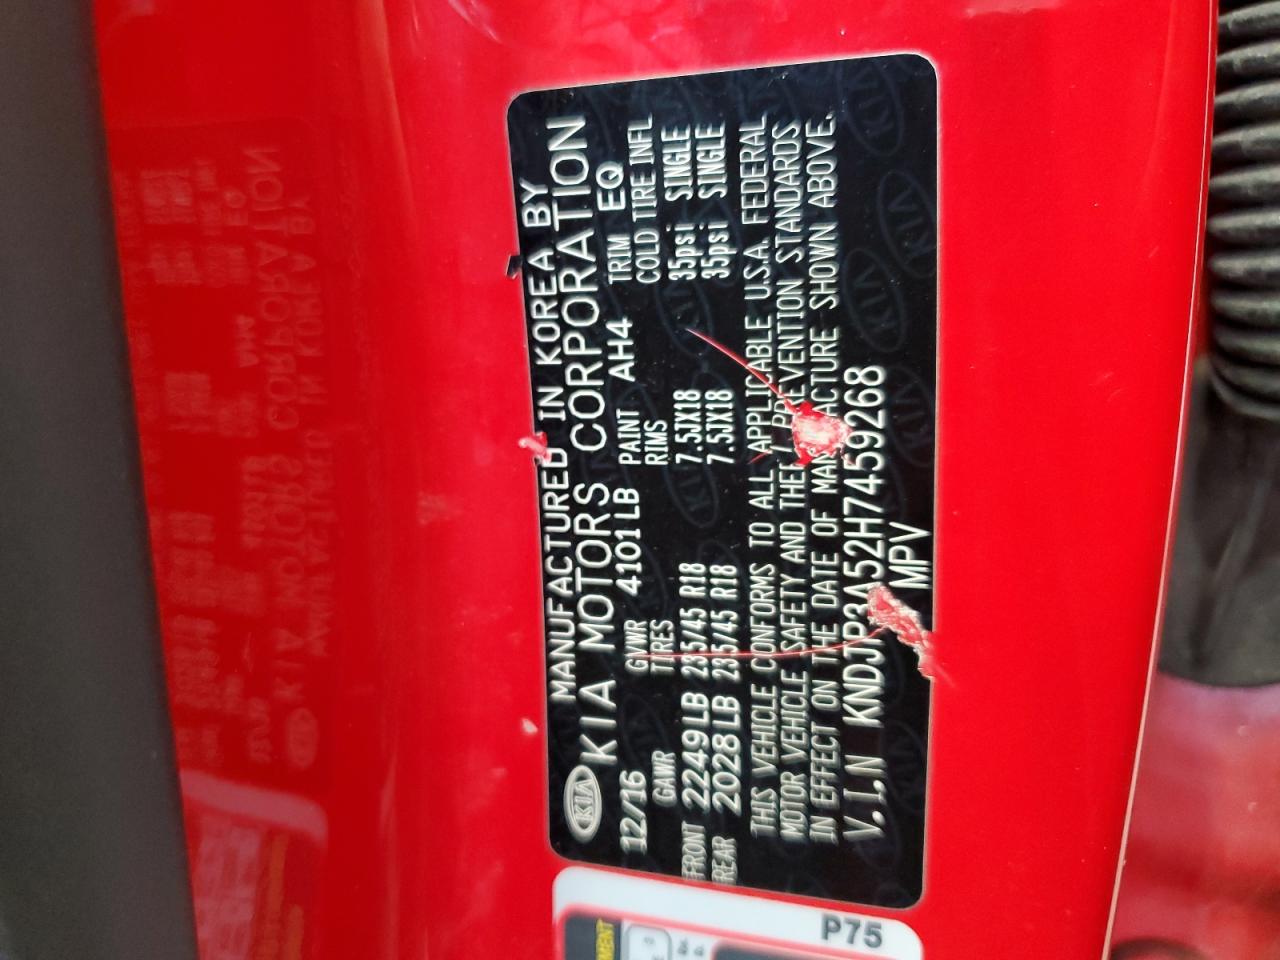 KIA
MANUFACTURED IN KOREA BY
KIA MOTORS CORPORATION
12/16 GVWR 4101LB PAINT AH4 TRIM EQ
GAWR TIRES RIMS COLD TIRE INFL
FRONT 2249LB 235/45 R18 7.5JX18 35psi SINGLE
REAR 2028LB 235/45 R18 7.5JX18 35psi SINGLE
THIS VEHICLE CONFORMS TO ALL APPLICABLE U.S.A. FEDERAL
MOTOR VEHICLE SAFETY AND THEFT PREVENTION STANDARDS
IN EFFECT ON THE DATE OF MANUFACTURE SHOWN ABOVE.
V.I.N KNDJP3A52H7459268
MPV
P75